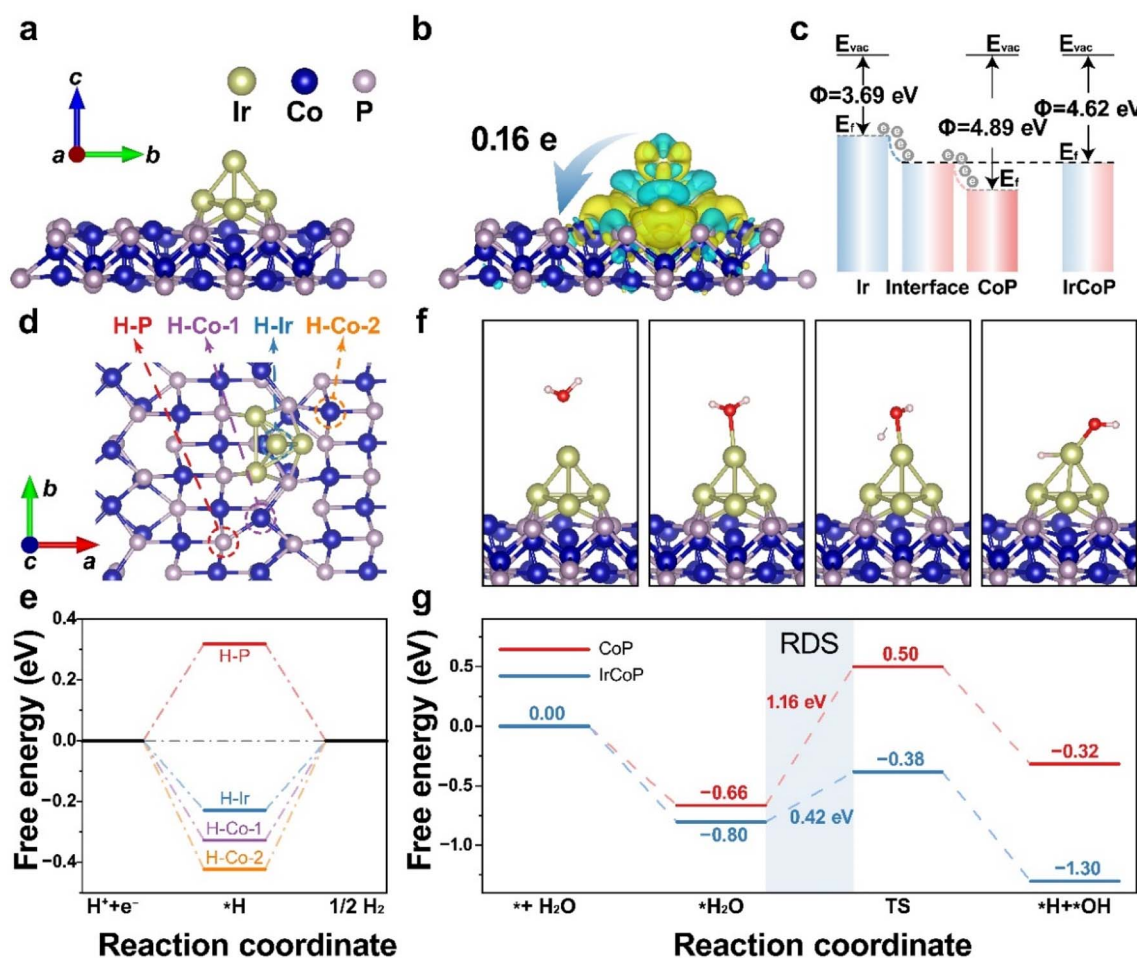 a
c
a
b
Ir
Co
P
b
0.16 e
c
Evac
Evac
Evac
Φ=3.69 eV
Φ=4.89 eV
Φ=4.62 eV
Ef
Ef
Ef
e e e e
e e e e
Ir Interface CoP IrCoP
d
H-P H-Co-1 H-Ir H-Co-2
b
c
a
f
e
Free energy (eV)
0.4
0.2
0.0
−0.2
−0.4
H-P
H-Ir
H-Co-1
H-Co-2
H⁺+e⁻ *H 1/2 H₂
Reaction coordinate
g
Free energy (eV)
0.5
0.0
−0.5
−1.0
CoP
IrCoP
RDS
0.00
−0.66
−0.80
1.16 eV
0.42 eV
0.50
−0.38
−0.32
−1.30
*+ H₂O *H₂O TS *H+*OH
Reaction coordinate